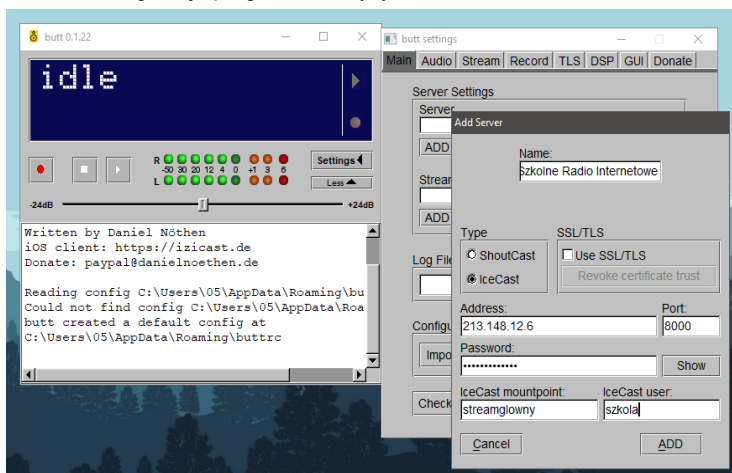 butt 0.1.22
idle
R
-50 30 20 12 4 0 +1 3 6
L
Settings
Less
-24dB
+24dB
Written by Daniel Nöthen
iOS client: https://izicast.de
Donate: paypal@danielnoethen.de
Reading config C:\Users\05\AppData\Roaming\bu
Could not find config C:\Users\05\AppData\Roa
butt created a default config at
C:\Users\05\AppData\Roaming\buttrc
butt settings
Main Audio Stream Record TLS DSP GUI Donate
Server Settings
Server
ADD
Strear
ADD
Log File
Configu
Impo
Check
Add Server
Name:
Szkolne Radio Internetowe
Type
SSL/TLS
ShoutCast
IceCast
Use SSL/TLS
Revoke certificate trust
Address:
Port:
213.148.12.6
8000
Password:
Show
IceCast mountpoint:
IceCast user:
streamglowny
szkola
Cancel
ADD